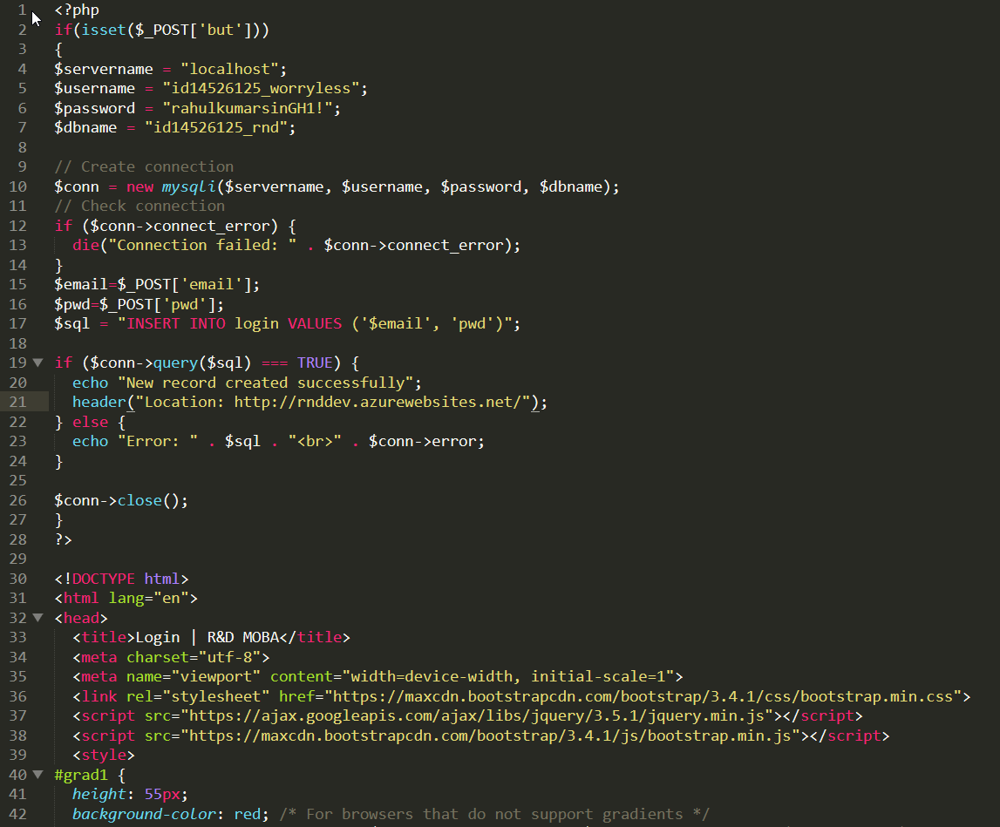 1 <?php
2 if(isset($_POST['but']))
3 {
4 $servername = "localhost";
5 $username = "id14526125_worryless";
6 $password = "rahulkumarsinGH1!";
7 $dbname = "id14526125_rnd";
8
9 // Create connection
10 $conn = new mysqli($servername, $username, $password, $dbname);
11 // Check connection
12 if ($conn->connect_error) {
13   die("Connection failed: " . $conn->connect_error);
14 }
15 $email=$_POST['email'];
16 $pwd=$_POST['pwd'];
17 $sql = "INSERT INTO login VALUES ('$email', 'pwd')";
18
19 if ($conn->query($sql) === TRUE) {
20   echo "New record created successfully";
21   header("Location: http://rnddev.azurewebsites.net/");
22 } else {
23   echo "Error: " . $sql . "<br>" . $conn->error;
24 }
25
26 $conn->close();
27 }
28 ?>
29
30 <!DOCTYPE html>
31 <html lang="en">
32 <head>
33   <title>Login | R&D MOBA</title>
34   <meta charset="utf-8">
35   <meta name="viewport" content="width=device-width, initial-scale=1">
36   <link rel="stylesheet" href="https://maxcdn.bootstrapcdn.com/bootstrap/3.4.1/css/bootstrap.min.css">
37   <script src="https://ajax.googleapis.com/ajax/libs/jquery/3.5.1/jquery.min.js"></script>
38   <script src="https://maxcdn.bootstrapcdn.com/bootstrap/3.4.1/js/bootstrap.min.js"></script>
39   <style>
40 #grad1 {
41   height: 55px;
42   background-color: red; /* For browsers that do not support gradients */